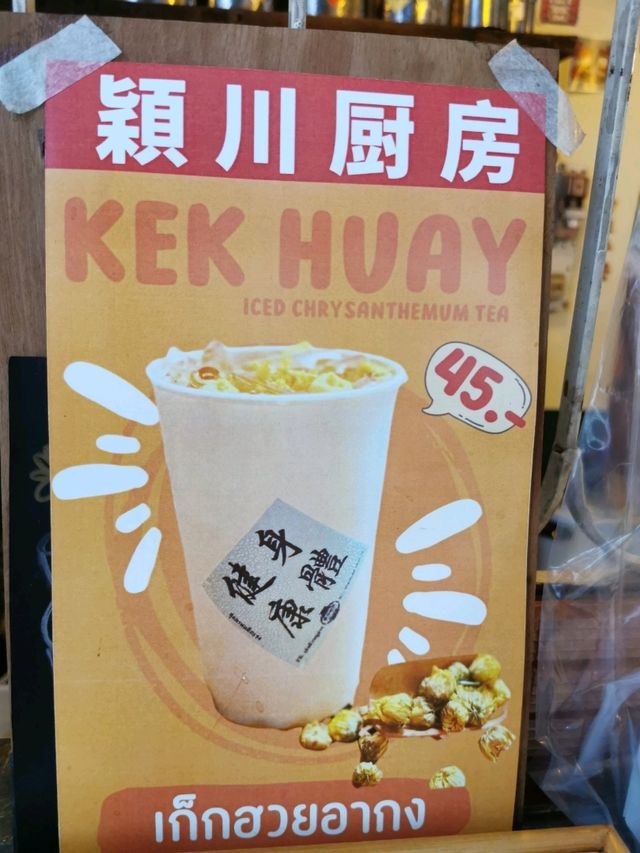 穎川厨房
KEK HUAY
ICED CHRYSANTHEMUM TEA
45.-
身體
健康
เก็กฮวยอากง